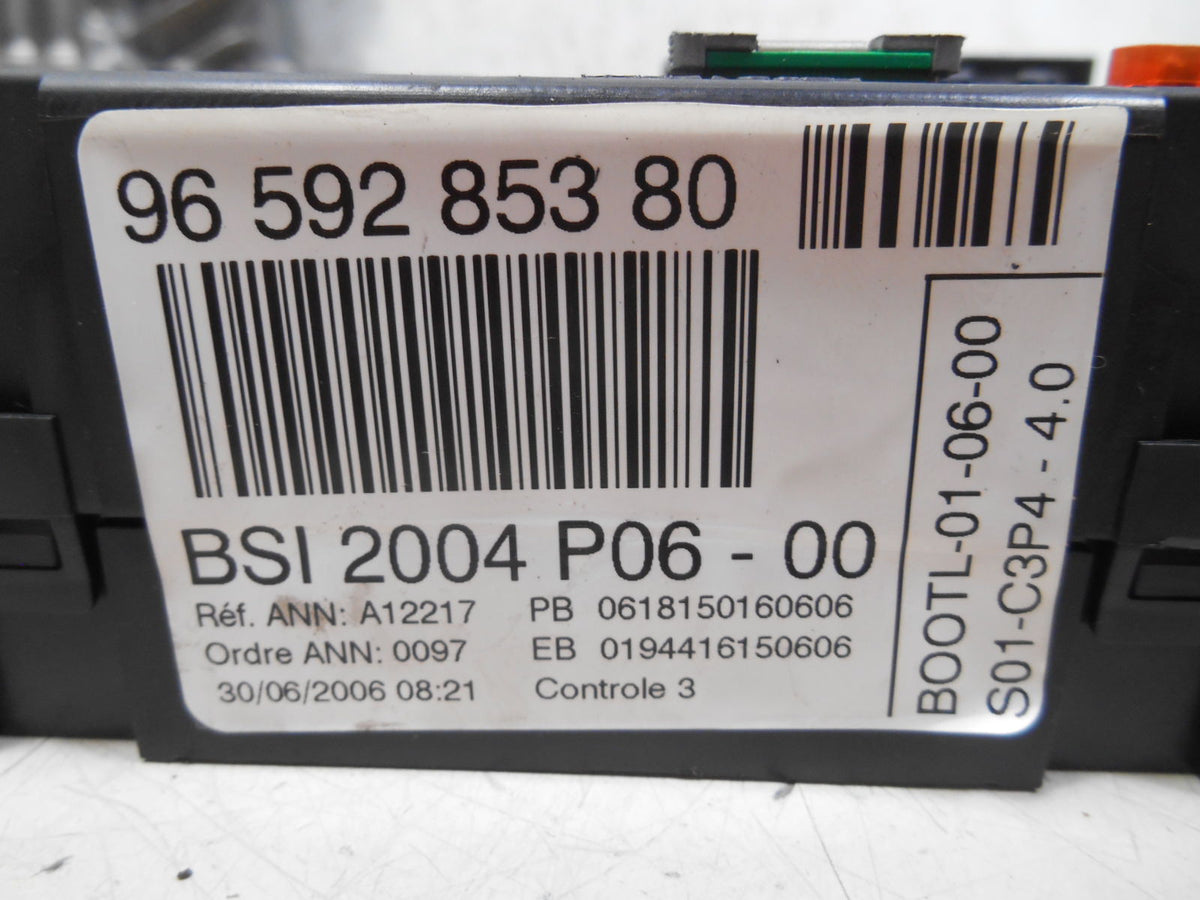 96 592 853 80
BSI 2004 P06 - 00
Réf. ANN: A12217 PB 0618150160606
Ordre ANN: 0097 EB 0194416150606
30/06/2006 08:21 Controle 3
BOOTL-01-06-00
S01-C3P4 - 4.0